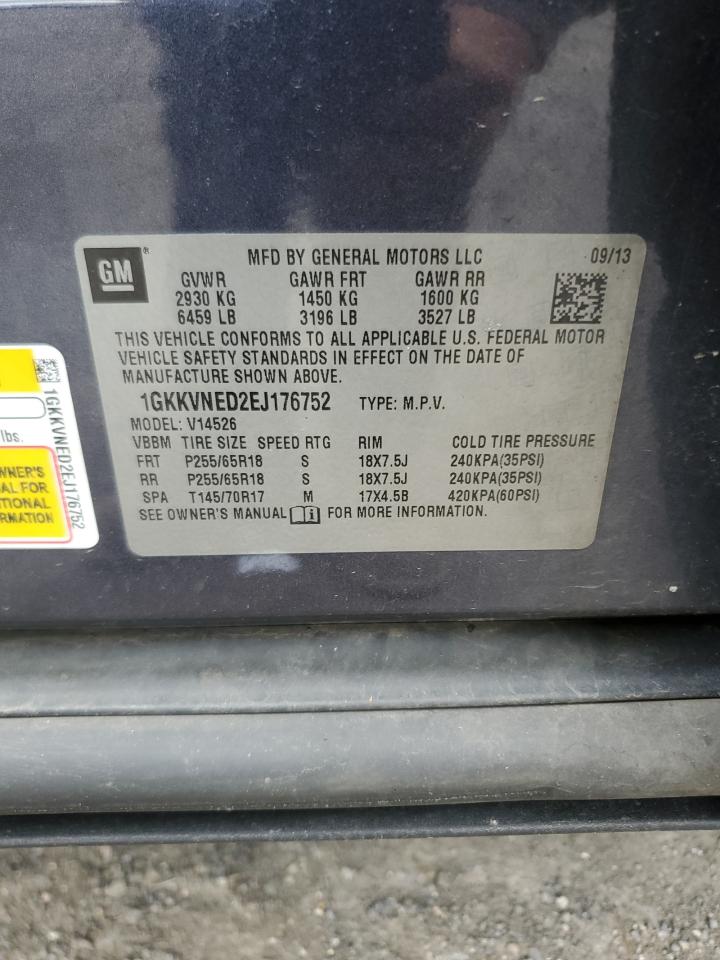 GM ®
MFD BY GENERAL MOTORS LLC 09/13
GVWR GAWR FRT GAWR RR
2930 KG 1450 KG 1600 KG
6459 LB 3196 LB 3527 LB
THIS VEHICLE CONFORMS TO ALL APPLICABLE U.S. FEDERAL MOTOR
VEHICLE SAFETY STANDARDS IN EFFECT ON THE DATE OF
MANUFACTURE SHOWN ABOVE.
1GKKVNED2EJ176752 TYPE: M.P.V.
MODEL: V14526
VBBM TIRE SIZE SPEED RTG RIM COLD TIRE PRESSURE
FRT P255/65R18 S 18X7.5J 240KPA(35PSI)
RR P255/65R18 S 18X7.5J 240KPA(35PSI)
SPA T145/70R17 M 17X4.5B 420KPA(60PSI)
SEE OWNER'S MANUAL FOR MORE INFORMATION.
1GKKVNED2EJ176752
lbs.